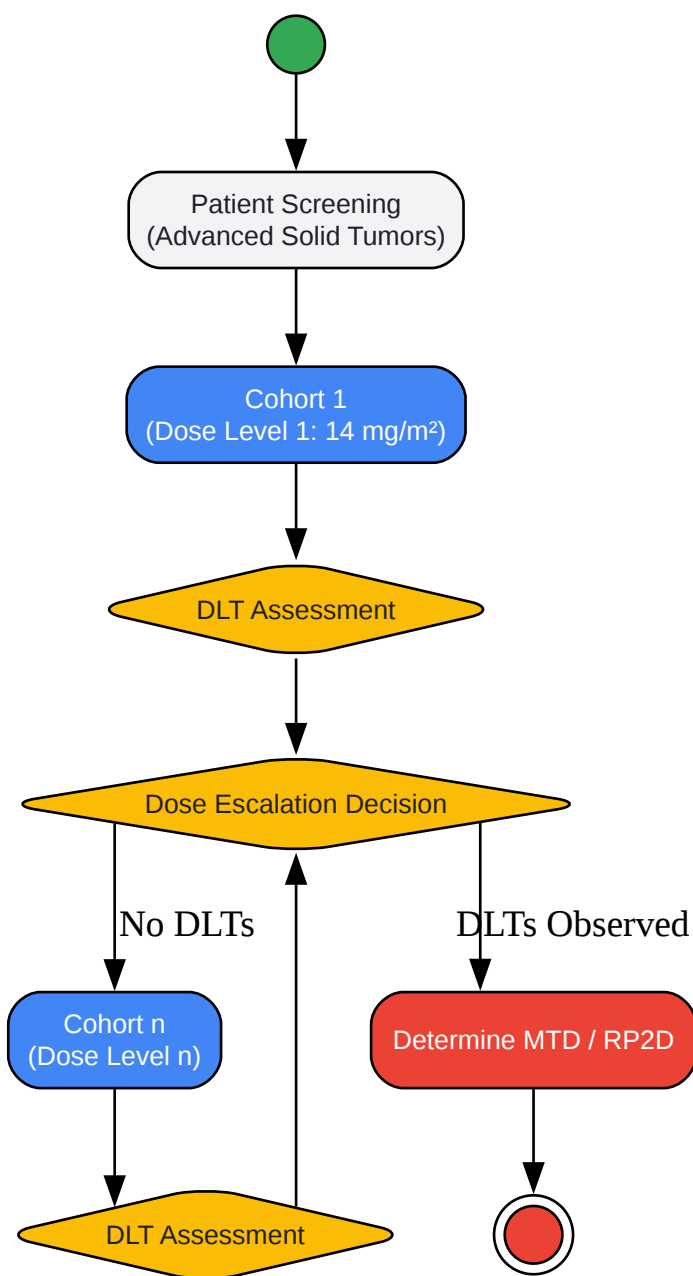 Patient Screening
(Advanced Solid Tumors)
Cohort 1
(Dose Level 1: 14 mg/m²)
DLT Assessment
Dose Escalation Decision
No DLTs
DLTs Observed
Cohort n
(Dose Level n)
Determine MTD / RP2D
DLT Assessment